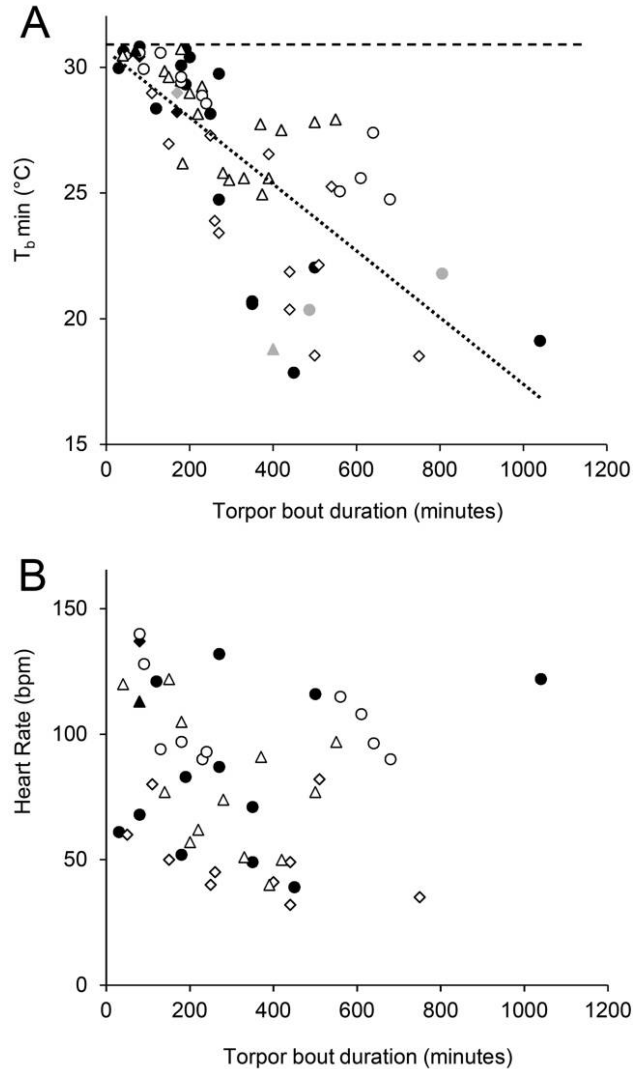 A
30
25
20
15
T_b min (°C)
0 200 400 600 800 1000 1200
Torpor bout duration (minutes)
B
150
100
50
0
Heart Rate (bpm)
0 200 400 600 800 1000 1200
Torpor bout duration (minutes)